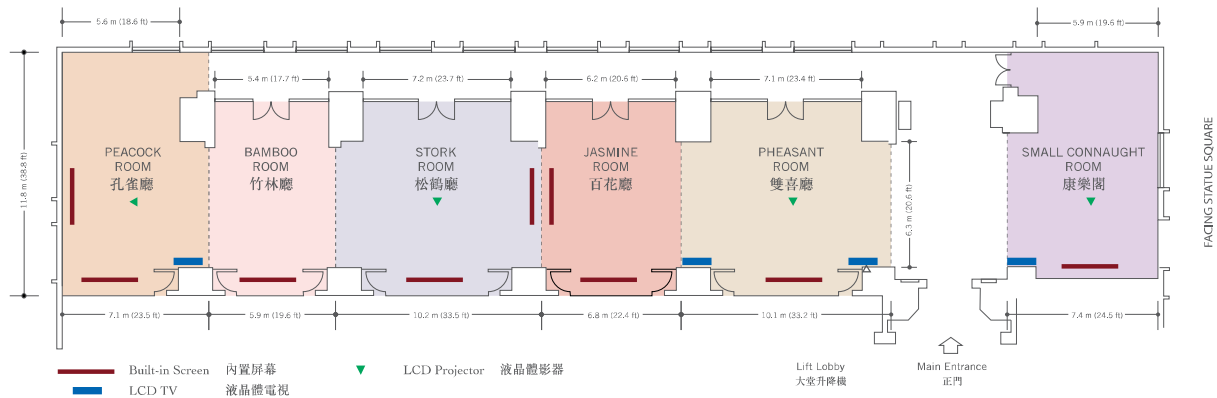 5.6 m (18.6 ft)
5.9 m (19.6 ft)
5.4 m (17.7 ft)
7.2 m (23.7 ft)
6.2 m (20.6 ft)
7.1 m (23.4 ft)
11.8 m (38.8 ft)
PEACOCK
ROOM
孔雀廳
BAMBOO
ROOM
竹林廳
STORK
ROOM
松鶴廳
JASMINE
ROOM
百花廳
PHEASANT
ROOM
雙喜廳
6.3 m (20.6 ft)
SMALL CONNAUGHT
ROOM
康樂閣
FACING STATUE SQUARE
7.1 m (23.5 ft)
5.9 m (19.6 ft)
10.2 m (33.5 ft)
6.8 m (22.4 ft)
10.1 m (33.2 ft)
7.4 m (24.5 ft)
Built-in Screen 內置屏幕
LCD Projector 液晶體影器
LCD TV 液晶體電視
Lift Lobby
大堂升降機
Main Entrance
正門